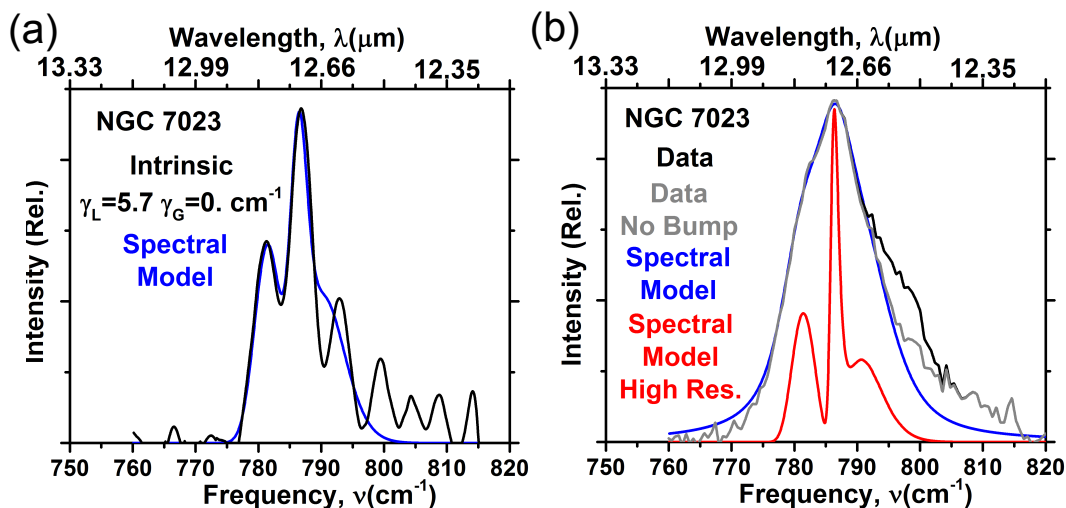 (a)
Wavelength, λ(μm)
13.33 12.99 12.66 12.35
NGC 7023
Intrinsic
γL=5.7 γG=0. cm-1
Spectral
Model
Intensity (Rel.)
750 760 770 780 790 800 810 820
Frequency, ν(cm-1)
(b)
Wavelength, λ(μm)
13.33 12.99 12.66 12.35
NGC 7023
Data
Data
No Bump
Spectral
Model
Spectral
Model
High Res.
Intensity (Rel.)
750 760 770 780 790 800 810 820
Frequency, ν(cm-1)